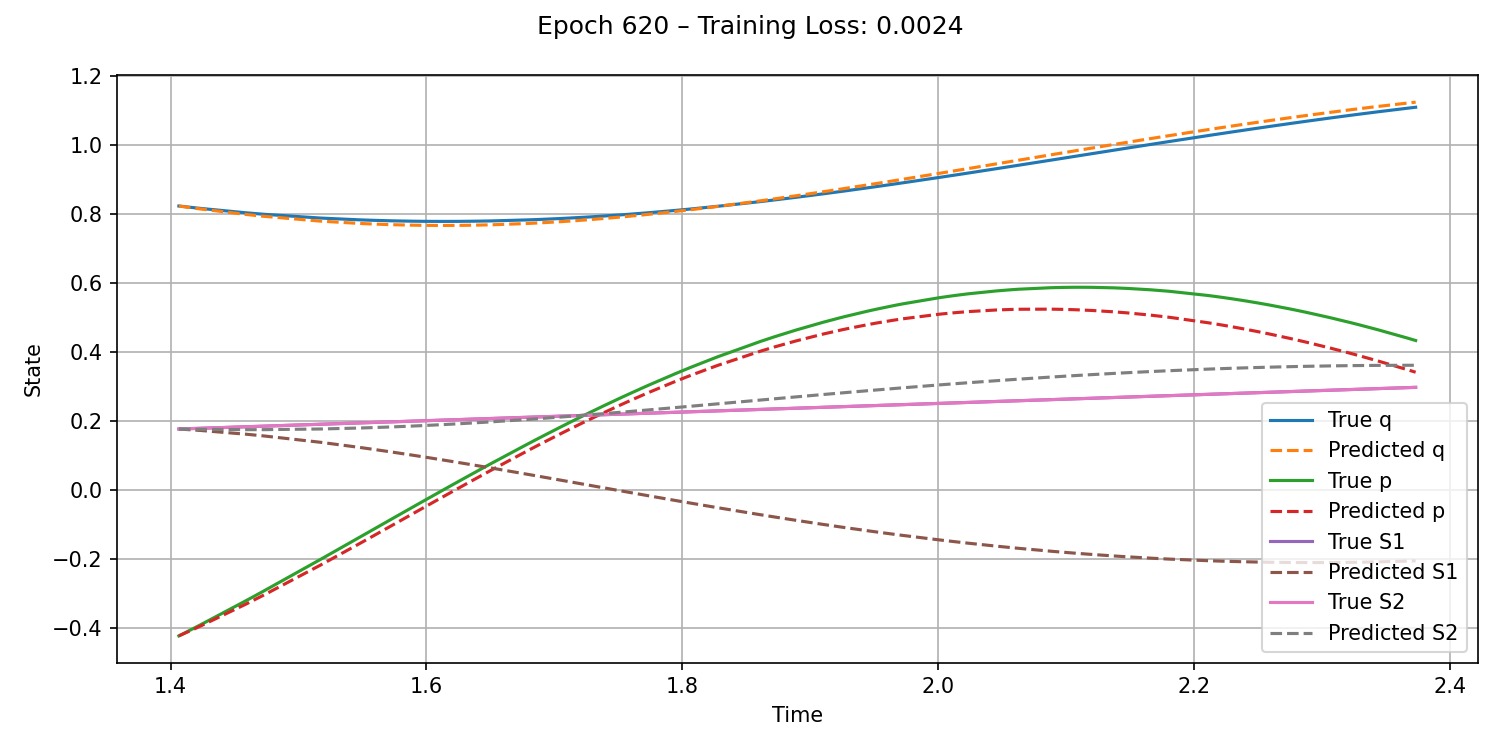 Epoch 620 – Training Loss: 0.0024
1.2
1.0
0.8
0.6
0.4
0.2
0.0
−0.2
−0.4
State
True q
Predicted q
True p
Predicted p
True S1
Predicted S1
True S2
Predicted S2
1.4
1.6
1.8
2.0
2.2
2.4
Time